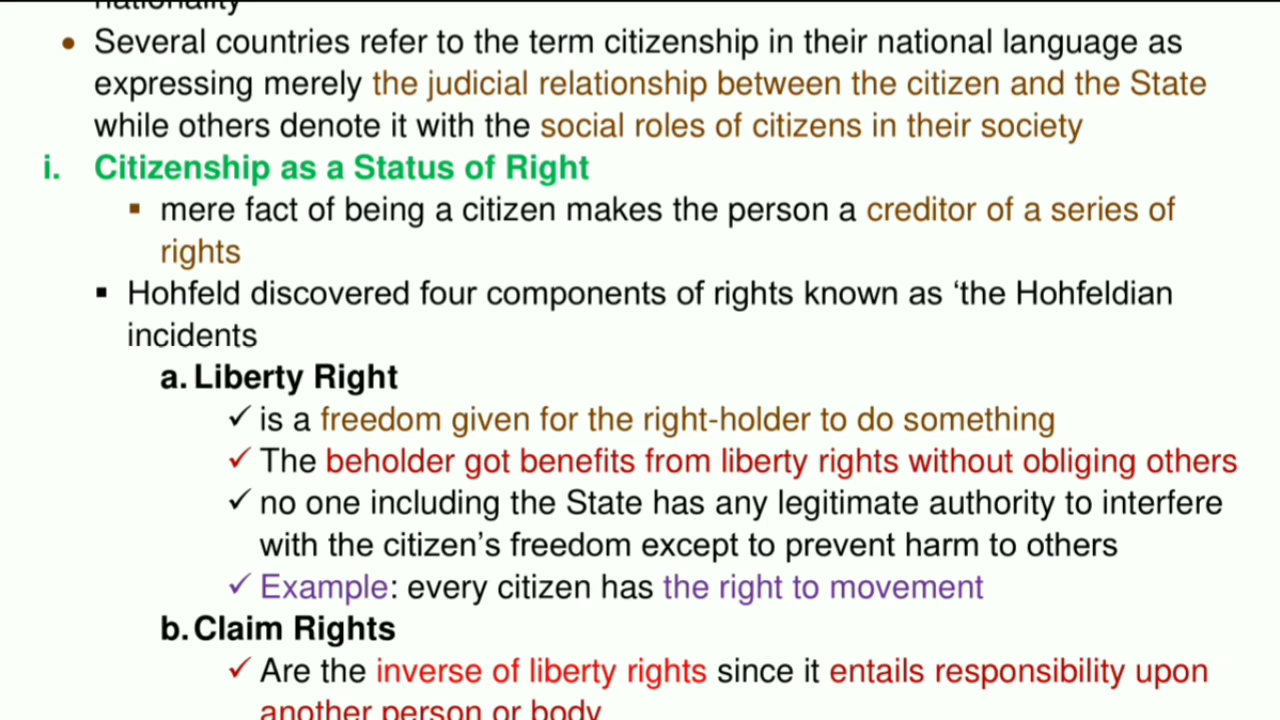 nationality
• Several countries refer to the term citizenship in their national language as
expressing merely the judicial relationship between the citizen and the State
while others denote it with the social roles of citizens in their society
i. Citizenship as a Status of Right
▪ mere fact of being a citizen makes the person a creditor of a series of
rights
▪ Hohfeld discovered four components of rights known as ‘the Hohfeldian
incidents
a. Liberty Right
✓ is a freedom given for the right-holder to do something
✓ The beholder got benefits from liberty rights without obliging others
✓ no one including the State has any legitimate authority to interfere
with the citizen’s freedom except to prevent harm to others
✓ Example: every citizen has the right to movement
b. Claim Rights
✓ Are the inverse of liberty rights since it entails responsibility upon
another person or body